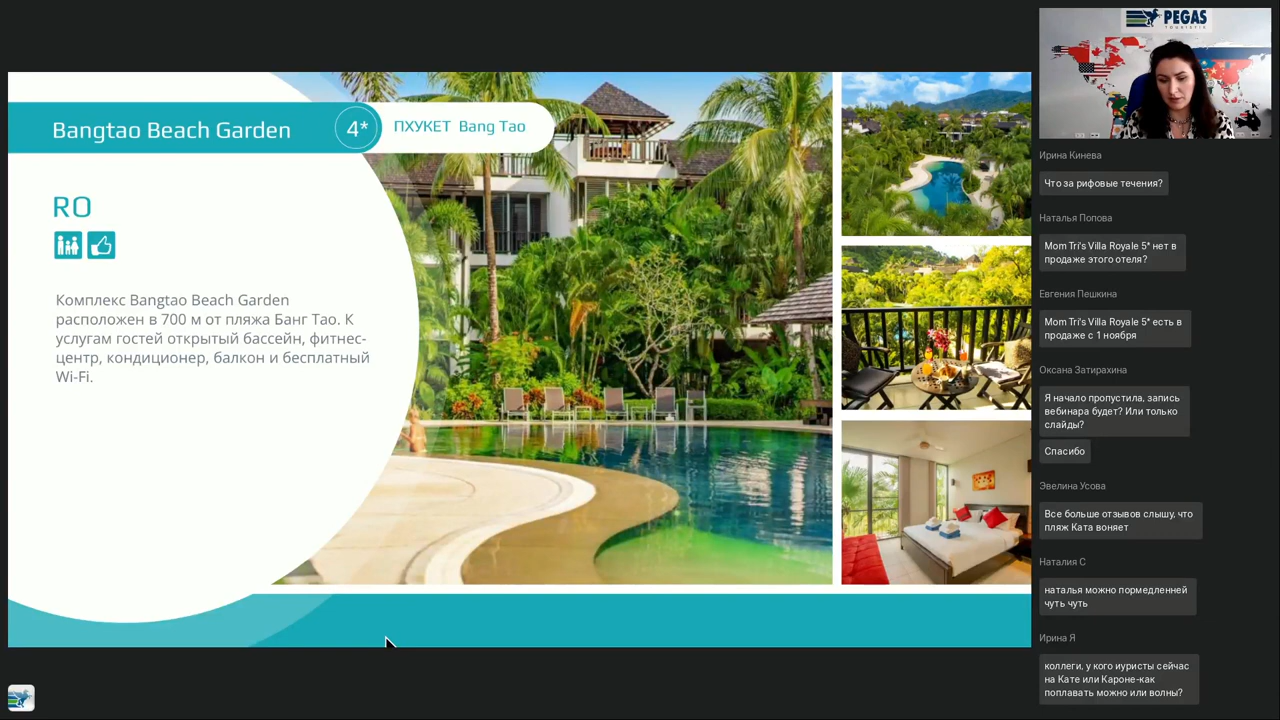 Bangtao Beach Garden
4*
ПХУКЕТ Bang Tao
RO
Комплекс Bangtao Beach Garden
расположен в 700 м от пляжа Банг Тао. К
услугам гостей открытый бассейн, фитнес-
центр, кондиционер, балкон и бесплатный
Wi-Fi.
PEGAS
TOURISTIK
Ирина Кинева
Что за рифовые течения?
Наталья Попова
Mom Tri's Villa Royale 5* нет в
продаже этого отеля?
Евгения Пешкина
Mom Tri's Villa Royale 5* есть в
продаже с 1 ноября
Оксана Затирахина
Я начало пропустила, запись
вебинара будет? Или только
слайды?
Спасибо
Эвелина Усова
Все больше отзывов слышу, что
пляж Ката воняет
Наталия С
наталья можно пормедленней
чуть чуть
Ирина Я
коллеги, у кого иуристы сейчас
на Кате или Кароне-как
поплавать можно или волны?